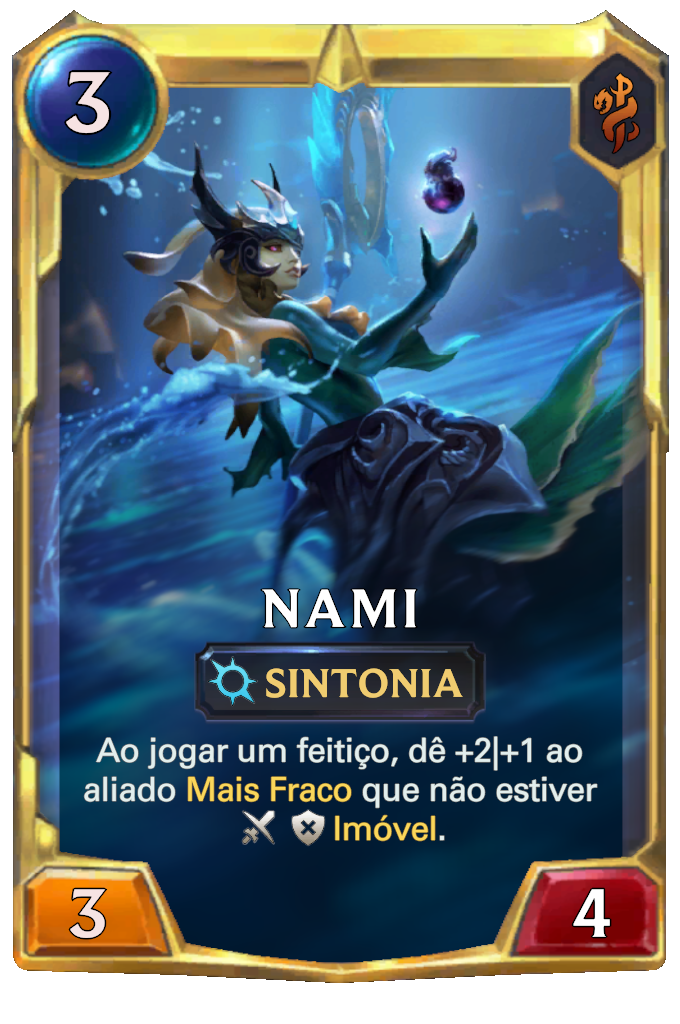 3
NAMI
SINTONIA
Ao jogar um feitiço, dê +2|+1 ao
aliado Mais Fraco que não estiver
Imóvel.
3
4